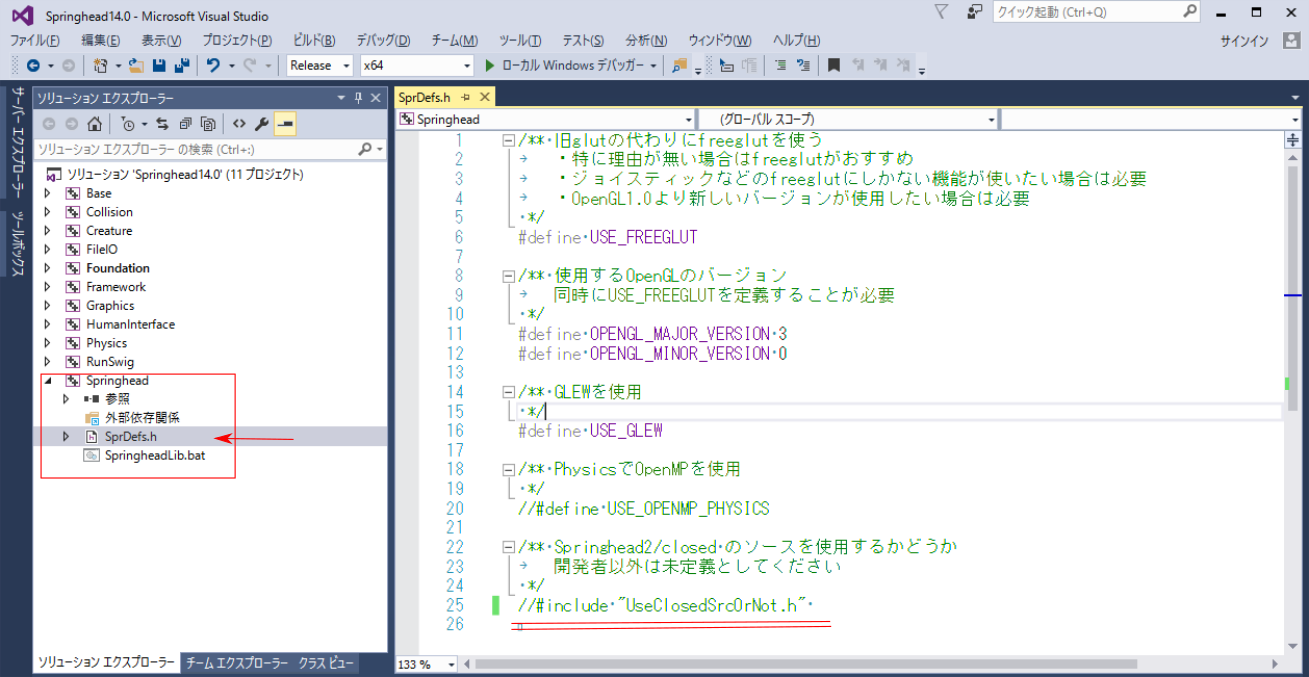 Springhead14.0 - Microsoft Visual Studio
クイック起動 (Ctrl+Q)
ファイル(F) 編集(E) 表示(V) プロジェクト(P) ビルド(B) デバッグ(D) チーム(M) ツール(T) テスト(S) 分析(N) ウィンドウ(W) ヘルプ(H)
サインイン
Release x64 ローカル Windows デバッガー
サーバー エクスプローラー
ツールボックス
ソリューション エクスプローラー
ソリューション エクスプローラー の検索 (Ctrl+:)
ソリューション 'Springhead14.0' (11 プロジェクト)
Base
Collision
Creature
FileIO
Foundation
Framework
Graphics
HumanInterface
Physics
RunSwig
Springhead
参照
外部依存関係
SprDefs.h
SpringheadLib.bat
ソリューション エクスプローラー チーム エクスプローラー クラス ビュー
SprDefs.h
Springhead (グローバル スコープ)
1 /** 旧glutの代わりにfreeglutを使う
2 ・特に理由が無い場合はfreeglutがおすすめ
3 ・ジョイスティックなどのfreeglutにしかない機能が使いたい場合は必要
4 ・OpenGL1.0より新しいバージョンが使用したい場合は必要
5 */
6 #define USE_FREEGLUT
7
8 /** 使用するOpenGLのバージョン
9 同時にUSE_FREEGLUTを定義することが必要
10 */
11 #define OPENGL_MAJOR_VERSION 3
12 #define OPENGL_MINOR_VERSION 0
13
14 /** GLEWを使用
15 */
16 #define USE_GLEW
17
18 /** PhysicsでOpenMPを使用
19 */
20 //#define USE_OPENMP_PHYSICS
21
22 /** Springhead2/closed のソースを使用するかどうか
23 開発者以外は未定義としてください
24 */
25 //#include "UseClosedSrcOrNot.h"
26
133 %